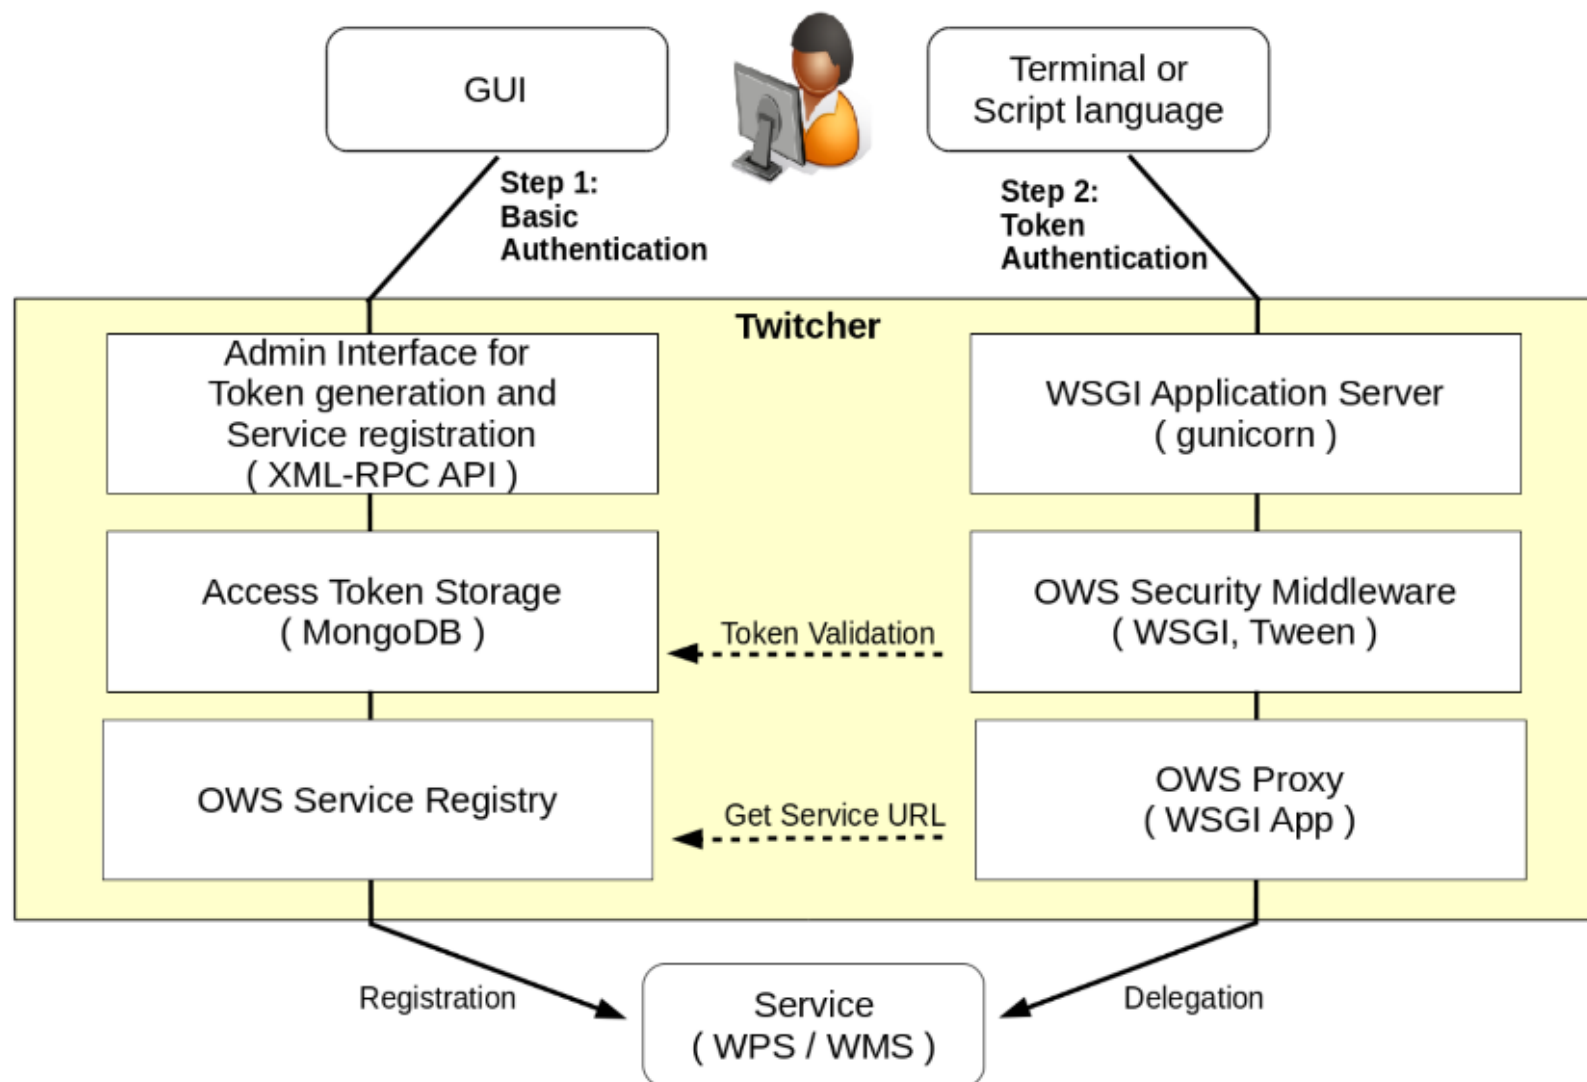 GUI
Terminal or
Script language
Step 1:
Basic
Authentication
Step 2:
Token
Authentication
Twitcher
Admin Interface for
Token generation and
Service registration
( XML-RPC API )
WSGI Application Server
( gunicorn )
Access Token Storage
( MongoDB )
Token Validation
OWS Security Middleware
( WSGI, Tween )
OWS Service Registry
Get Service URL
OWS Proxy
( WSGI App )
Registration
Service
( WPS / WMS )
Delegation